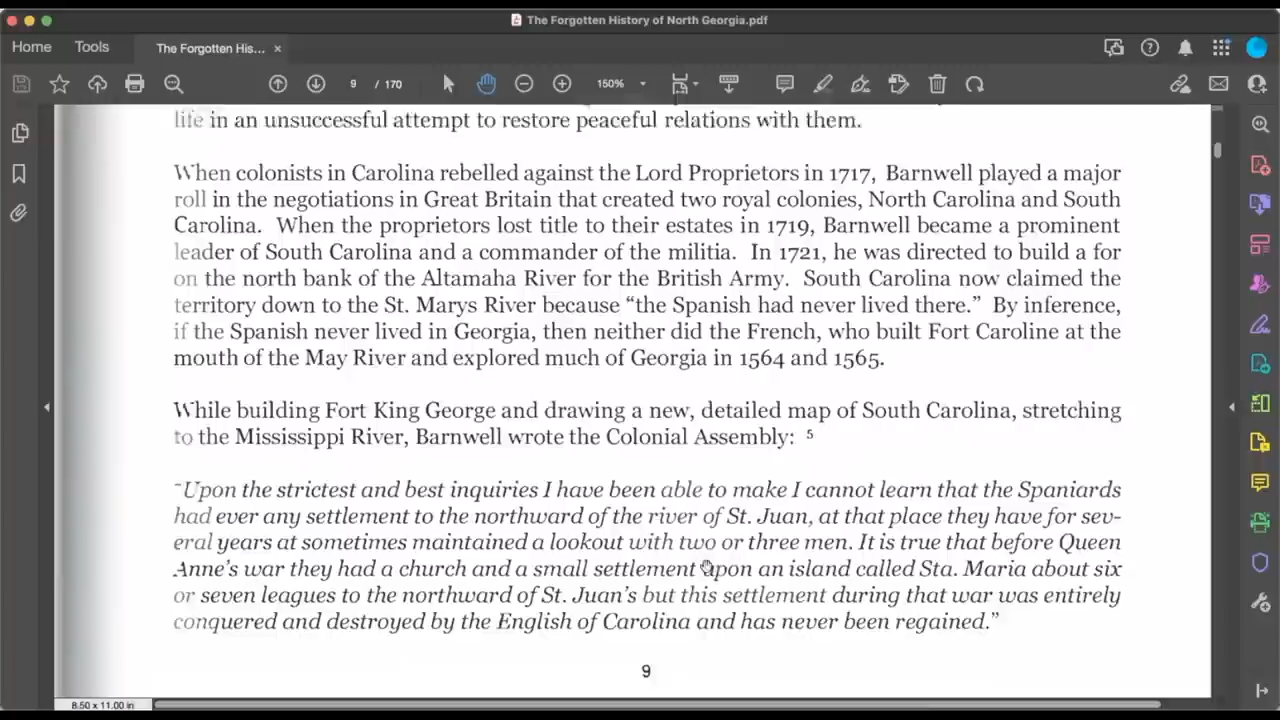 The Forgotten History of North Georgia.pdf
Home
Tools
The Forgotten His...
9 / 170
150%
life in an unsuccessful attempt to restore peaceful relations with them.
When colonists in Carolina rebelled against the Lord Proprietors in 1717, Barnwell played a major
roll in the negotiations in Great Britain that created two royal colonies, North Carolina and South
Carolina. When the proprietors lost title to their estates in 1719, Barnwell became a prominent
leader of South Carolina and a commander of the militia. In 1721, he was directed to build a for
on the north bank of the Altamaha River for the British Army. South Carolina now claimed the
territory down to the St. Marys River because “the Spanish had never lived there.” By inference,
if the Spanish never lived in Georgia, then neither did the French, who built Fort Caroline at the
mouth of the May River and explored much of Georgia in 1564 and 1565.
While building Fort King George and drawing a new, detailed map of South Carolina, stretching
to the Mississippi River, Barnwell wrote the Colonial Assembly: 5
“Upon the strictest and best inquiries I have been able to make I cannot learn that the Spaniards
had ever any settlement to the northward of the river of St. Juan, at that place they have for sev-
eral years at sometimes maintained a lookout with two or three men. It is true that before Queen
Anne's war they had a church and a small settlement upon an island called Sta. Maria about six
or seven leagues to the northward of St. Juan's but this settlement during that war was entirely
conquered and destroyed by the English of Carolina and has never been regained.”
9
8.50 x 11.00 in